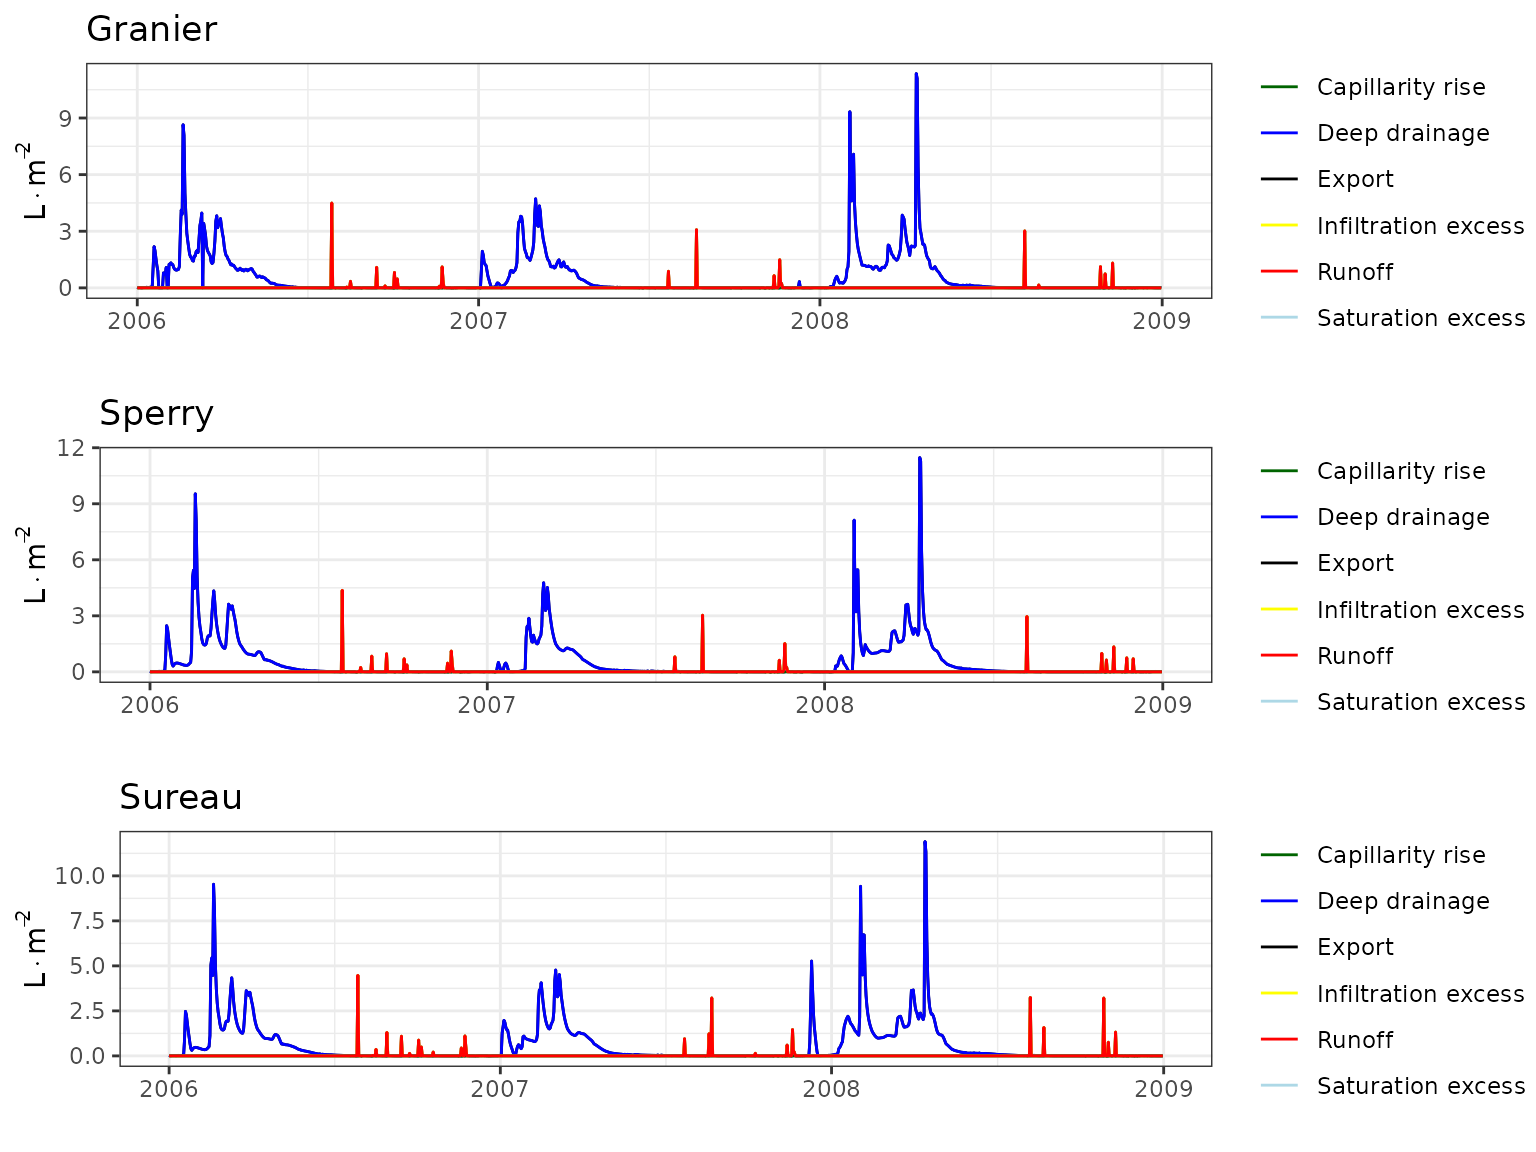 Granier
L · m⁻²
9
6
3
0
2006 2007 2008 2009
Capillarity rise
Deep drainage
Export
Infiltration excess
Runoff
Saturation excess
Sperry
L · m⁻²
12
9
6
3
0
2006 2007 2008 2009
Capillarity rise
Deep drainage
Export
Infiltration excess
Runoff
Saturation excess
Sureau
L · m⁻²
10.0
7.5
5.0
2.5
0.0
2006 2007 2008 2009
Capillarity rise
Deep drainage
Export
Infiltration excess
Runoff
Saturation excess